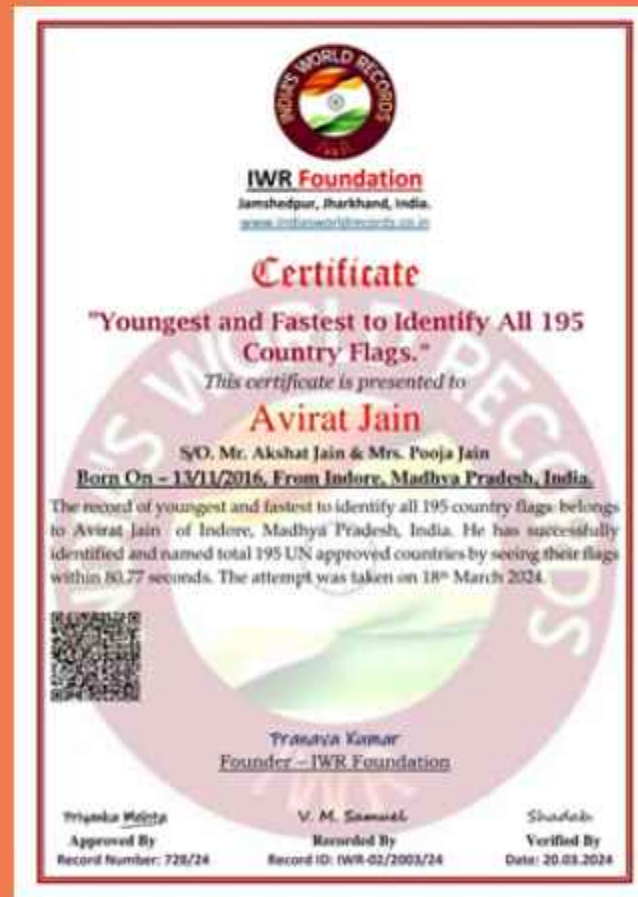 INDIA'S WORLD RECORDS
IWR Foundation
Jamshedpur, Jharkhand, India.
www.indiasworldrecords.co.in
Certificate
"Youngest and Fastest to Identify All 195
Country Flags."
This certificate is presented to
Avirat Jain
S/O. Mr. Akshat Jain & Mrs. Pooja Jain
Born On – 13/11/2016, From Indore, Madhya Pradesh, India.
The record of youngest and fastest to identify all 195 country flags belongs
to Avirat Jain of Indore, Madhya Pradesh, India. He has successfully
identified and named total 195 UN approved countries by seeing their flags
within 80.77 seconds. The attempt was taken on 18th March 2024.
Pranava Kumar
Founder – IWR Foundation
Priyanka V. M. Samuel Shadab
Approved By Recorded By Verified By
Record Number: 728/24 Record ID: IWR-02/2003/24 Date: 20.03.2024